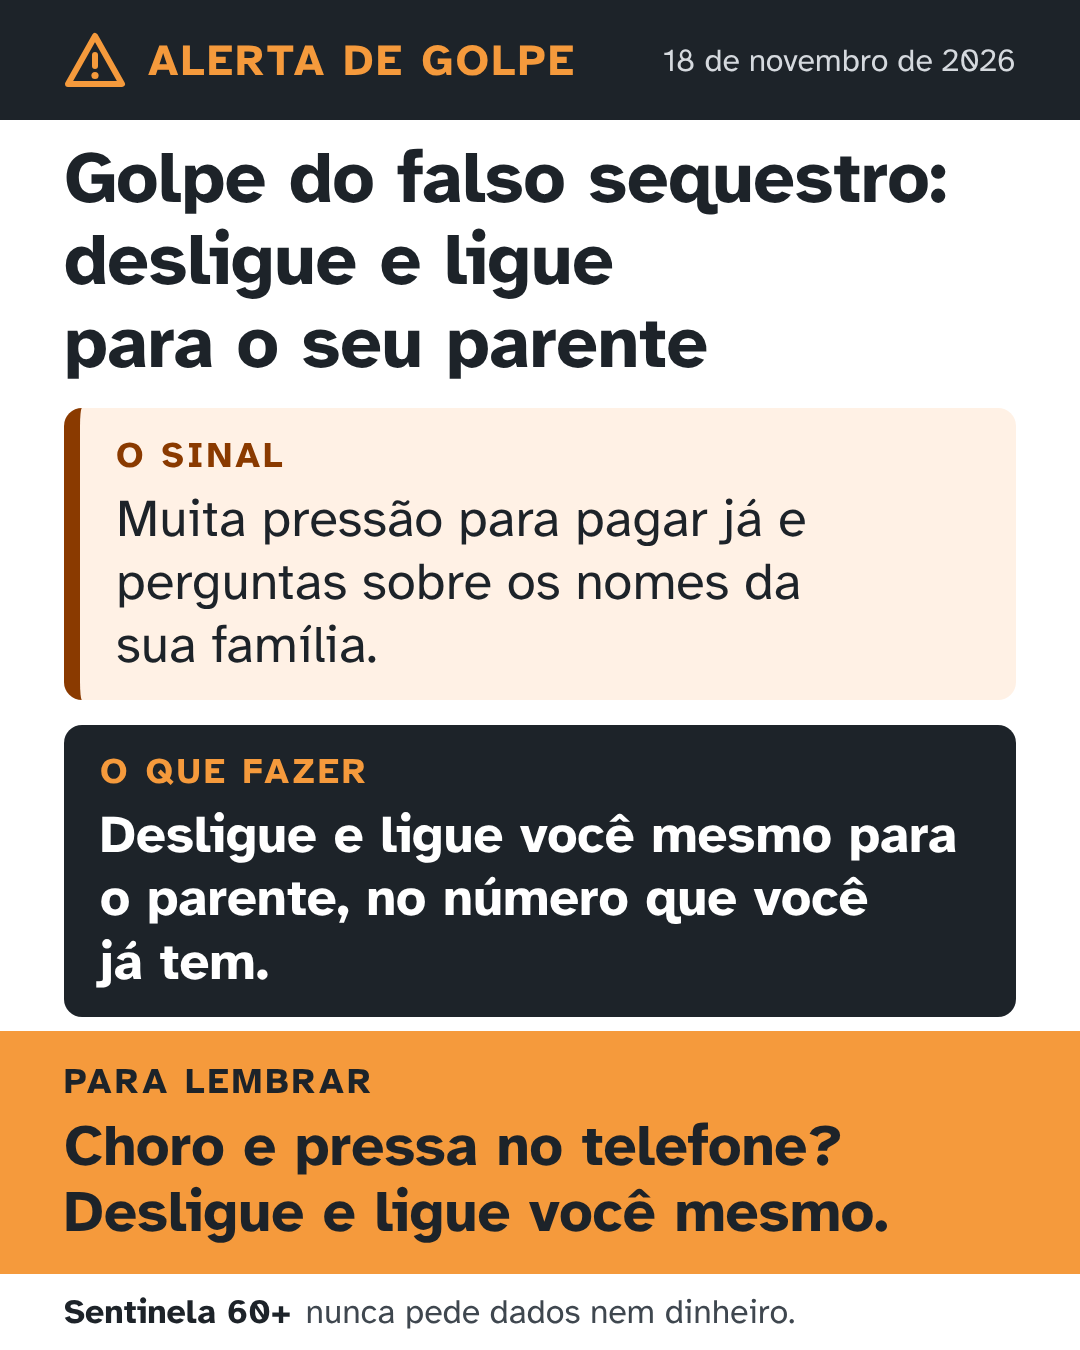 ALERTA DE GOLPE
18 de novembro de 2026
Golpe do falso sequestro:
desligue e ligue
para o seu parente
O SINAL
Muita pressão para pagar já e
perguntas sobre os nomes da
sua família.
O QUE FAZER
Desligue e ligue você mesmo para
o parente, no número que você
já tem.
PARA LEMBRAR
Choro e pressa no telefone?
Desligue e ligue você mesmo.
Sentinela 60+ nunca pede dados nem dinheiro.